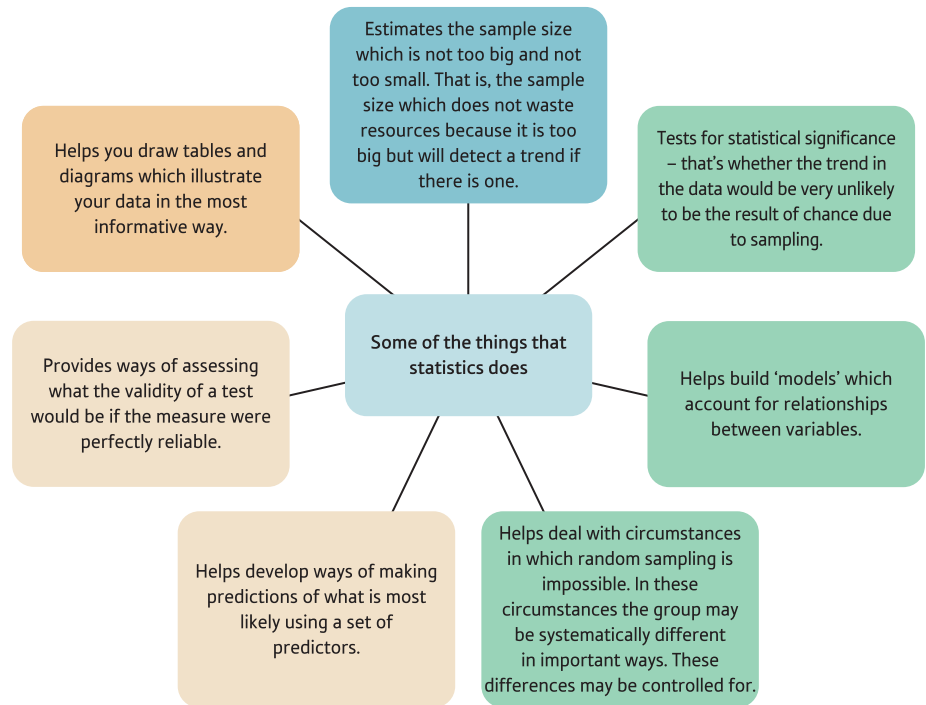 Estimates the sample size
which is not too big and not
too small. That is, the sample
size which does not waste
resources because it is too
big but will detect a trend if
there is one.
Helps you draw tables and
diagrams which illustrate
your data in the most
informative way.
Tests for statistical significance
– that's whether the trend in
the data would be very unlikely
to be the result of chance due
to sampling.
Some of the things that
statistics does
Provides ways of assessing
what the validity of a test
would be if the measure were
perfectly reliable.
Helps build ‘models’ which
account for relationships
between variables.
Helps develop ways of making
predictions of what is most
likely using a set of
predictors.
Helps deal with circumstances
in which random sampling is
impossible. In these
circumstances the group may
be systematically different
in important ways. These
differences may be controlled for.